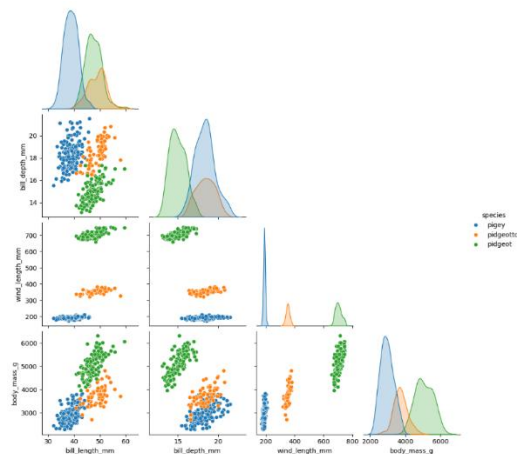 bill_depth_mm
20
18
16
14
wind_length_mm
700
600
500
400
300
200
body_mass_g
6000
5000
4000
3000
30 40 50 60
bill_length_mm
15 20
bill_depth_mm
200 400 600 800
wind_length_mm
2000 4000 6000
body_mass_g
species
pigey
pidgeotto
pidgeot